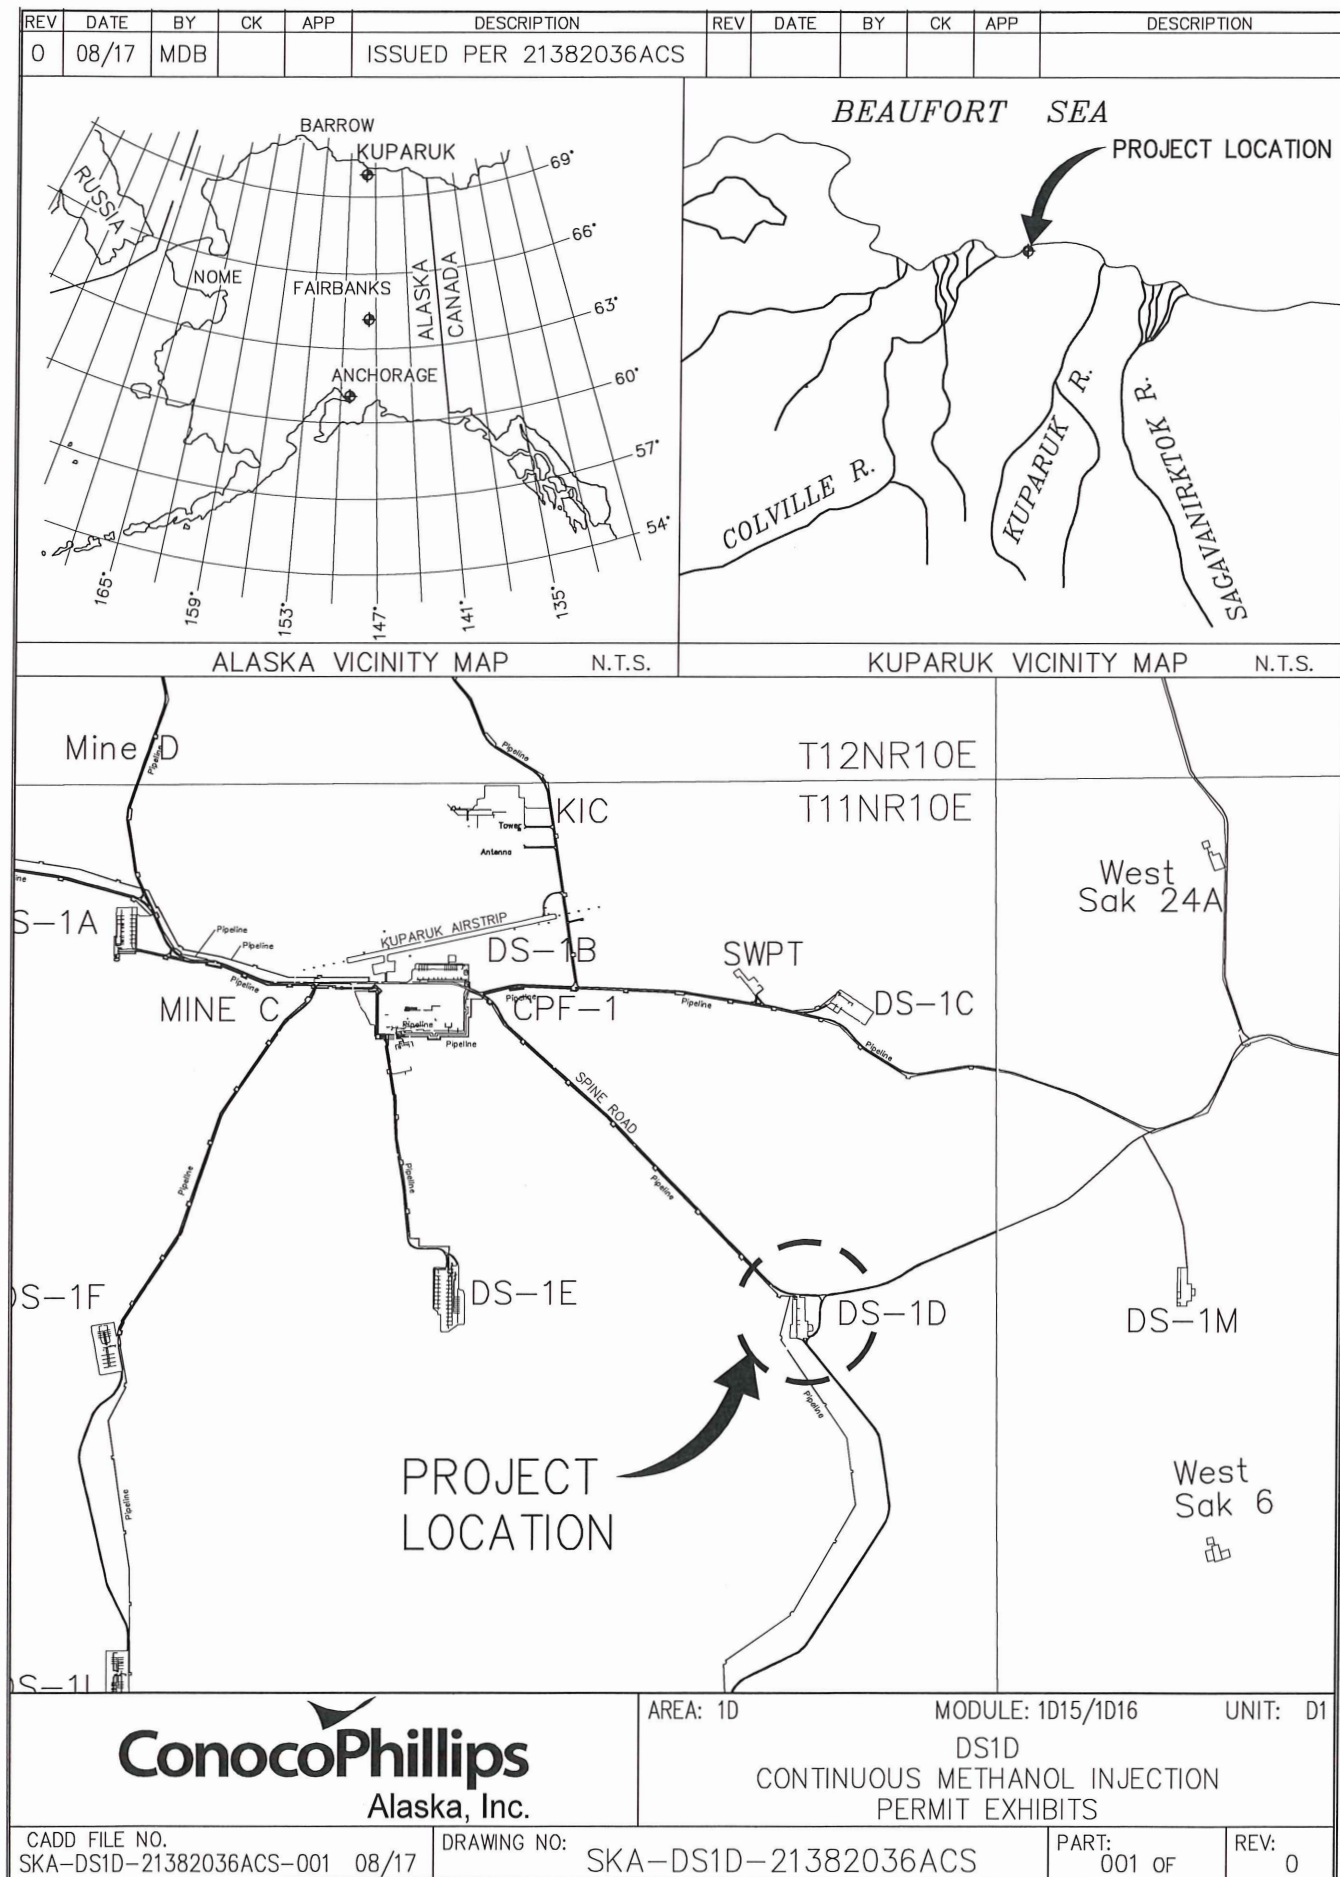 REV DATE BY CK APP DESCRIPTION REV DATE BY CK APP DESCRIPTION
0 08/17 MDB ISSUED PER 21382036ACS
BARROW
KUPARUK
69°
RUSSIA
66°
NOME
FAIRBANKS
ALASKA
CANADA
63°
ANCHORAGE
60°
57°
54°
165°
159°
153°
147°
141°
135°
ALASKA VICINITY MAP N.T.S.
BEAUFORT SEA
PROJECT LOCATION
COLVILLE R.
KUPARUK R.
SAGAVANIRKTOK R.
KUPARUK VICINITY MAP N.T.S.
Mine D
Pipeline
Pipeline
T12NR10E
T11NR10E
KIC
Tower
Antenna
West
Sak 24A
ine
S-1A
Pipeline
Pipeline
KUPARUK AIRSTRIP
DS-1B
SWPT
Pipeline
MINE C
Pipeline
CPF-1
Pipeline
DS-1C
Pipeline
Pipeline
Pipeline
SPINE ROAD
Pipeline
Pipeline
Pipeline
S-1F
DS-1E
DS-1D
DS-1M
Pipeline
PROJECT
LOCATION
Pipeline
West
Sak 6
ConocoPhillips
Alaska, Inc.
AREA: 1D MODULE: 1D15/1D16 UNIT: D1
DS1D
CONTINUOUS METHANOL INJECTION
PERMIT EXHIBITS
CADD FILE NO.
SKA-DS1D-21382036ACS-001 08/17
DRAWING NO:
SKA-DS1D-21382036ACS
PART:
001 OF
REV:
0